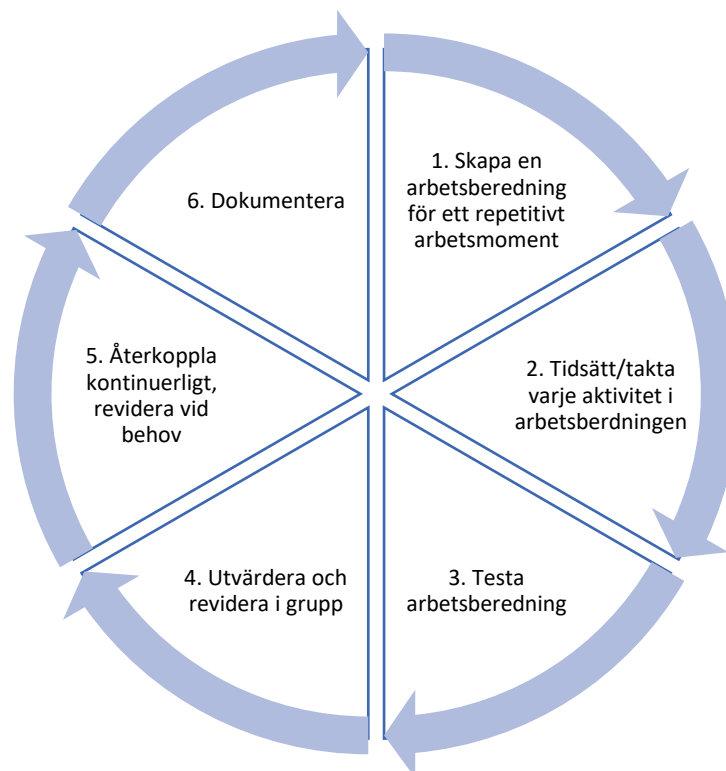 1. Skapa en
arbetsberedning
för ett repetitivt
arbetsmoment
2. Tidsätt/takta
varje aktivitet i
arbetsberdningen
3. Testa
arbetsberedning
4. Utvärdera och
revidera i grupp
5. Återkoppla
kontinuerligt,
revidera vid
behov
6. Dokumentera